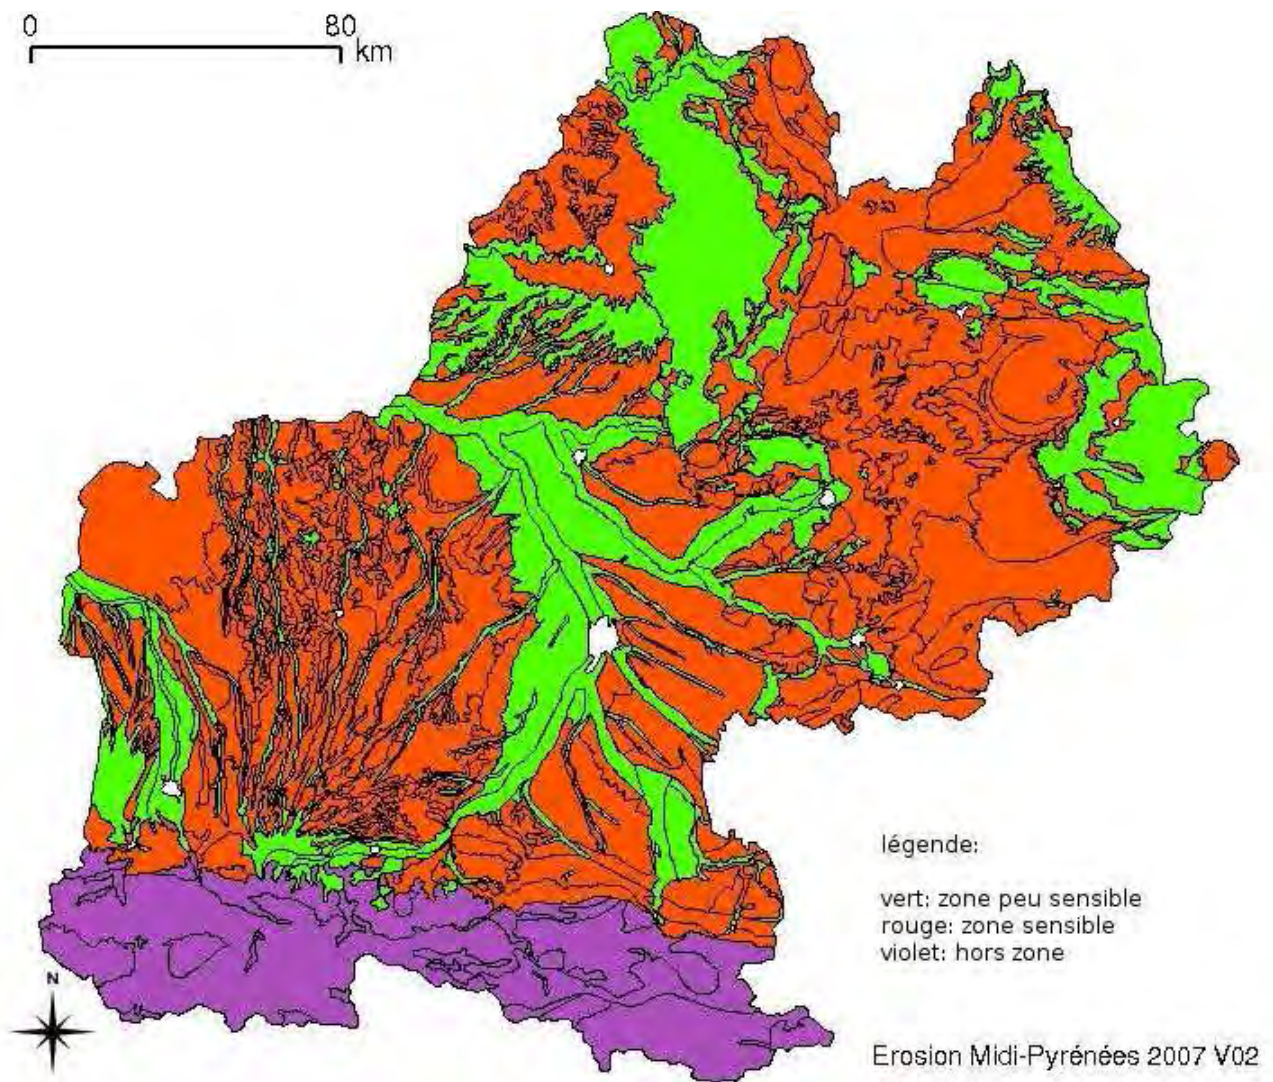 0 80
km
légende:
vert: zone peu sensible
rouge: zone sensible
violet: hors zone
N
Erosion Midi-Pyrénées 2007 V02